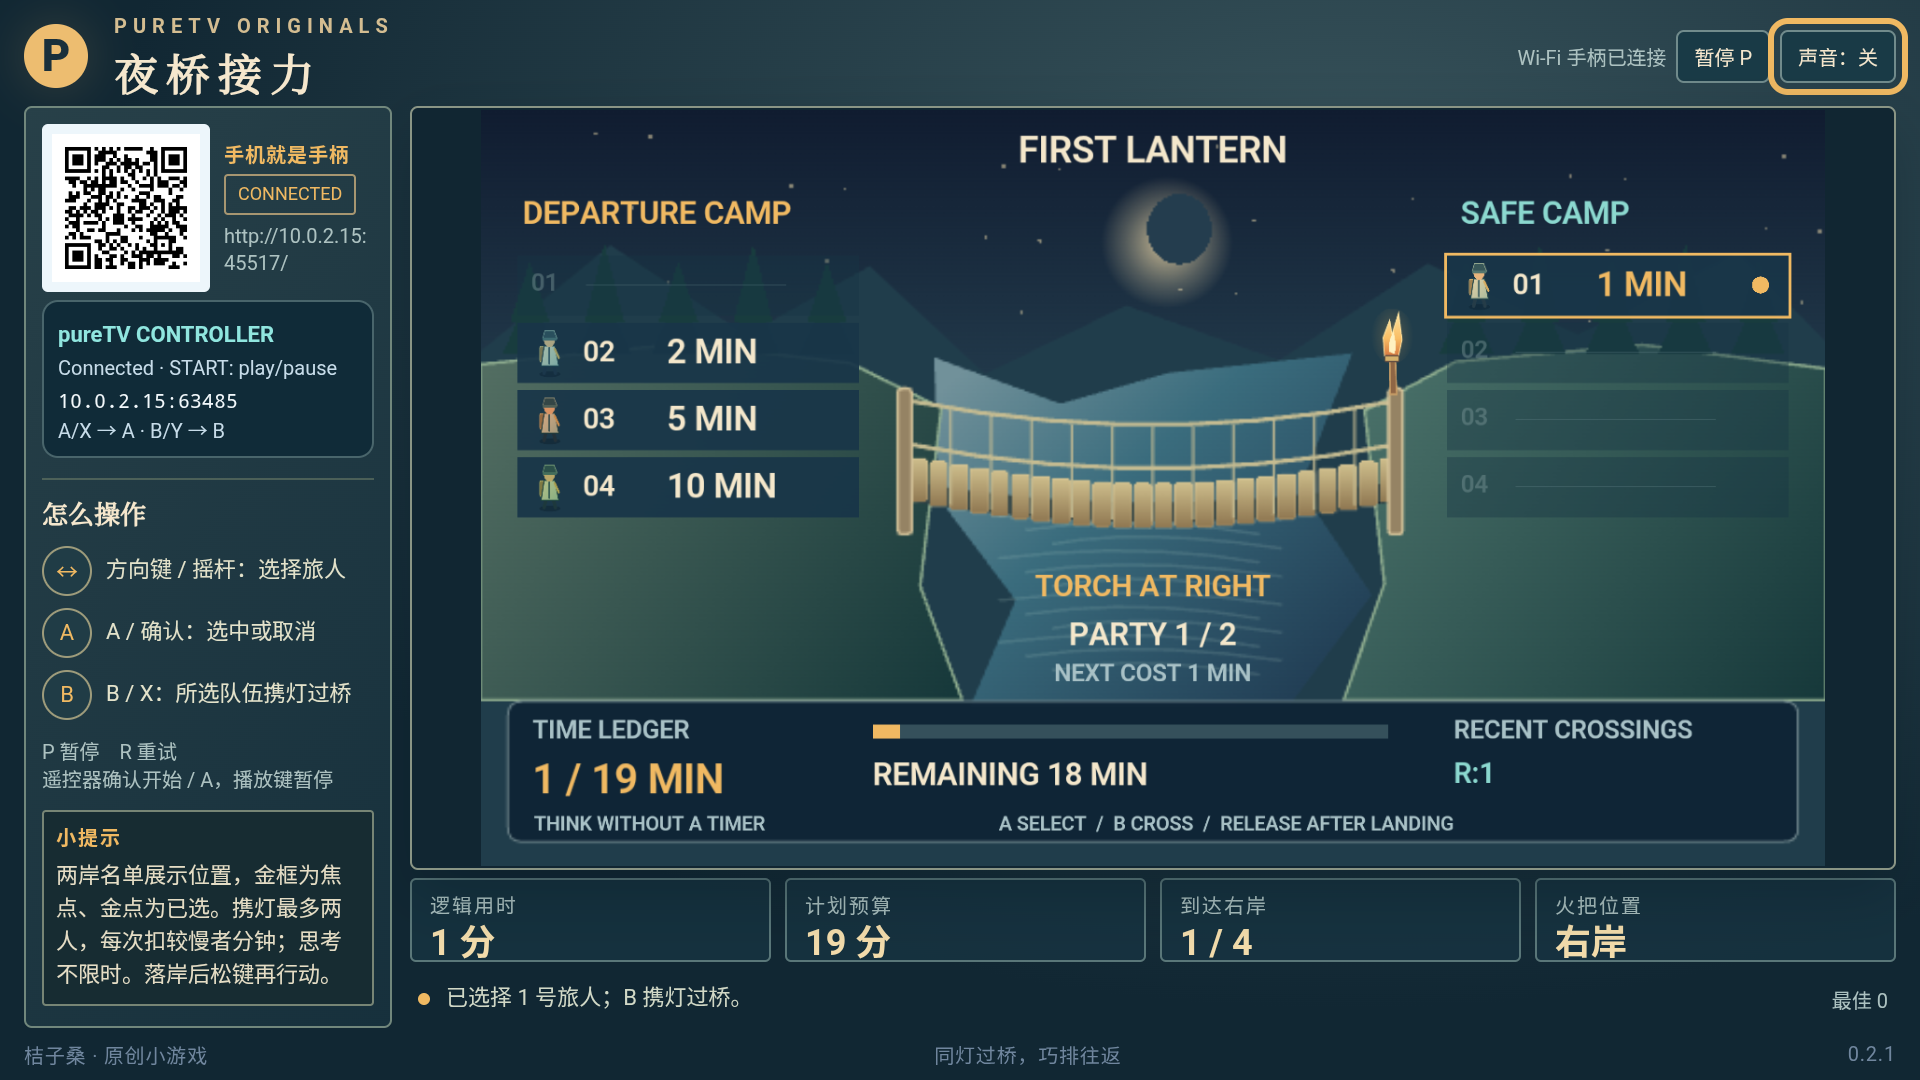 P
PURETV ORIGINALS
夜桥接力
Wi-Fi 手柄已连接
暂停 P
声音：关
手机就是手柄
CONNECTED
http://10.0.2.15:
45517/
pureTV CONTROLLER
Connected · START: play/pause
10.0.2.15:63485
A/X → A · B/Y → B
怎么操作
↔ 方向键 / 摇杆：选择旅人
A A / 确认：选中或取消
B B / X：所选队伍携灯过桥
P 暂停 R 重试
遥控器确认开始 / A，播放键暂停
小提示
两岸名单展示位置，金框为焦
点、金点为已选。携灯最多两
人，每次扣较慢者分钟；思考
不限时。落岸后松键再行动。
FIRST LANTERN
DEPARTURE CAMP
01
02 2 MIN
03 5 MIN
04 10 MIN
SAFE CAMP
01 1 MIN
02
03
04
TORCH AT RIGHT
PARTY 1 / 2
NEXT COST 1 MIN
TIME LEDGER
1 / 19 MIN
THINK WITHOUT A TIMER
REMAINING 18 MIN
A SELECT / B CROSS / RELEASE AFTER LANDING
RECENT CROSSINGS
R:1
逻辑用时
1 分
计划预算
19 分
到达右岸
1 / 4
火把位置
右岸
已选择 1 号旅人；B 携灯过桥。
最佳 0
桔子桑 · 原创小游戏
同灯过桥，巧排往返
0.2.1